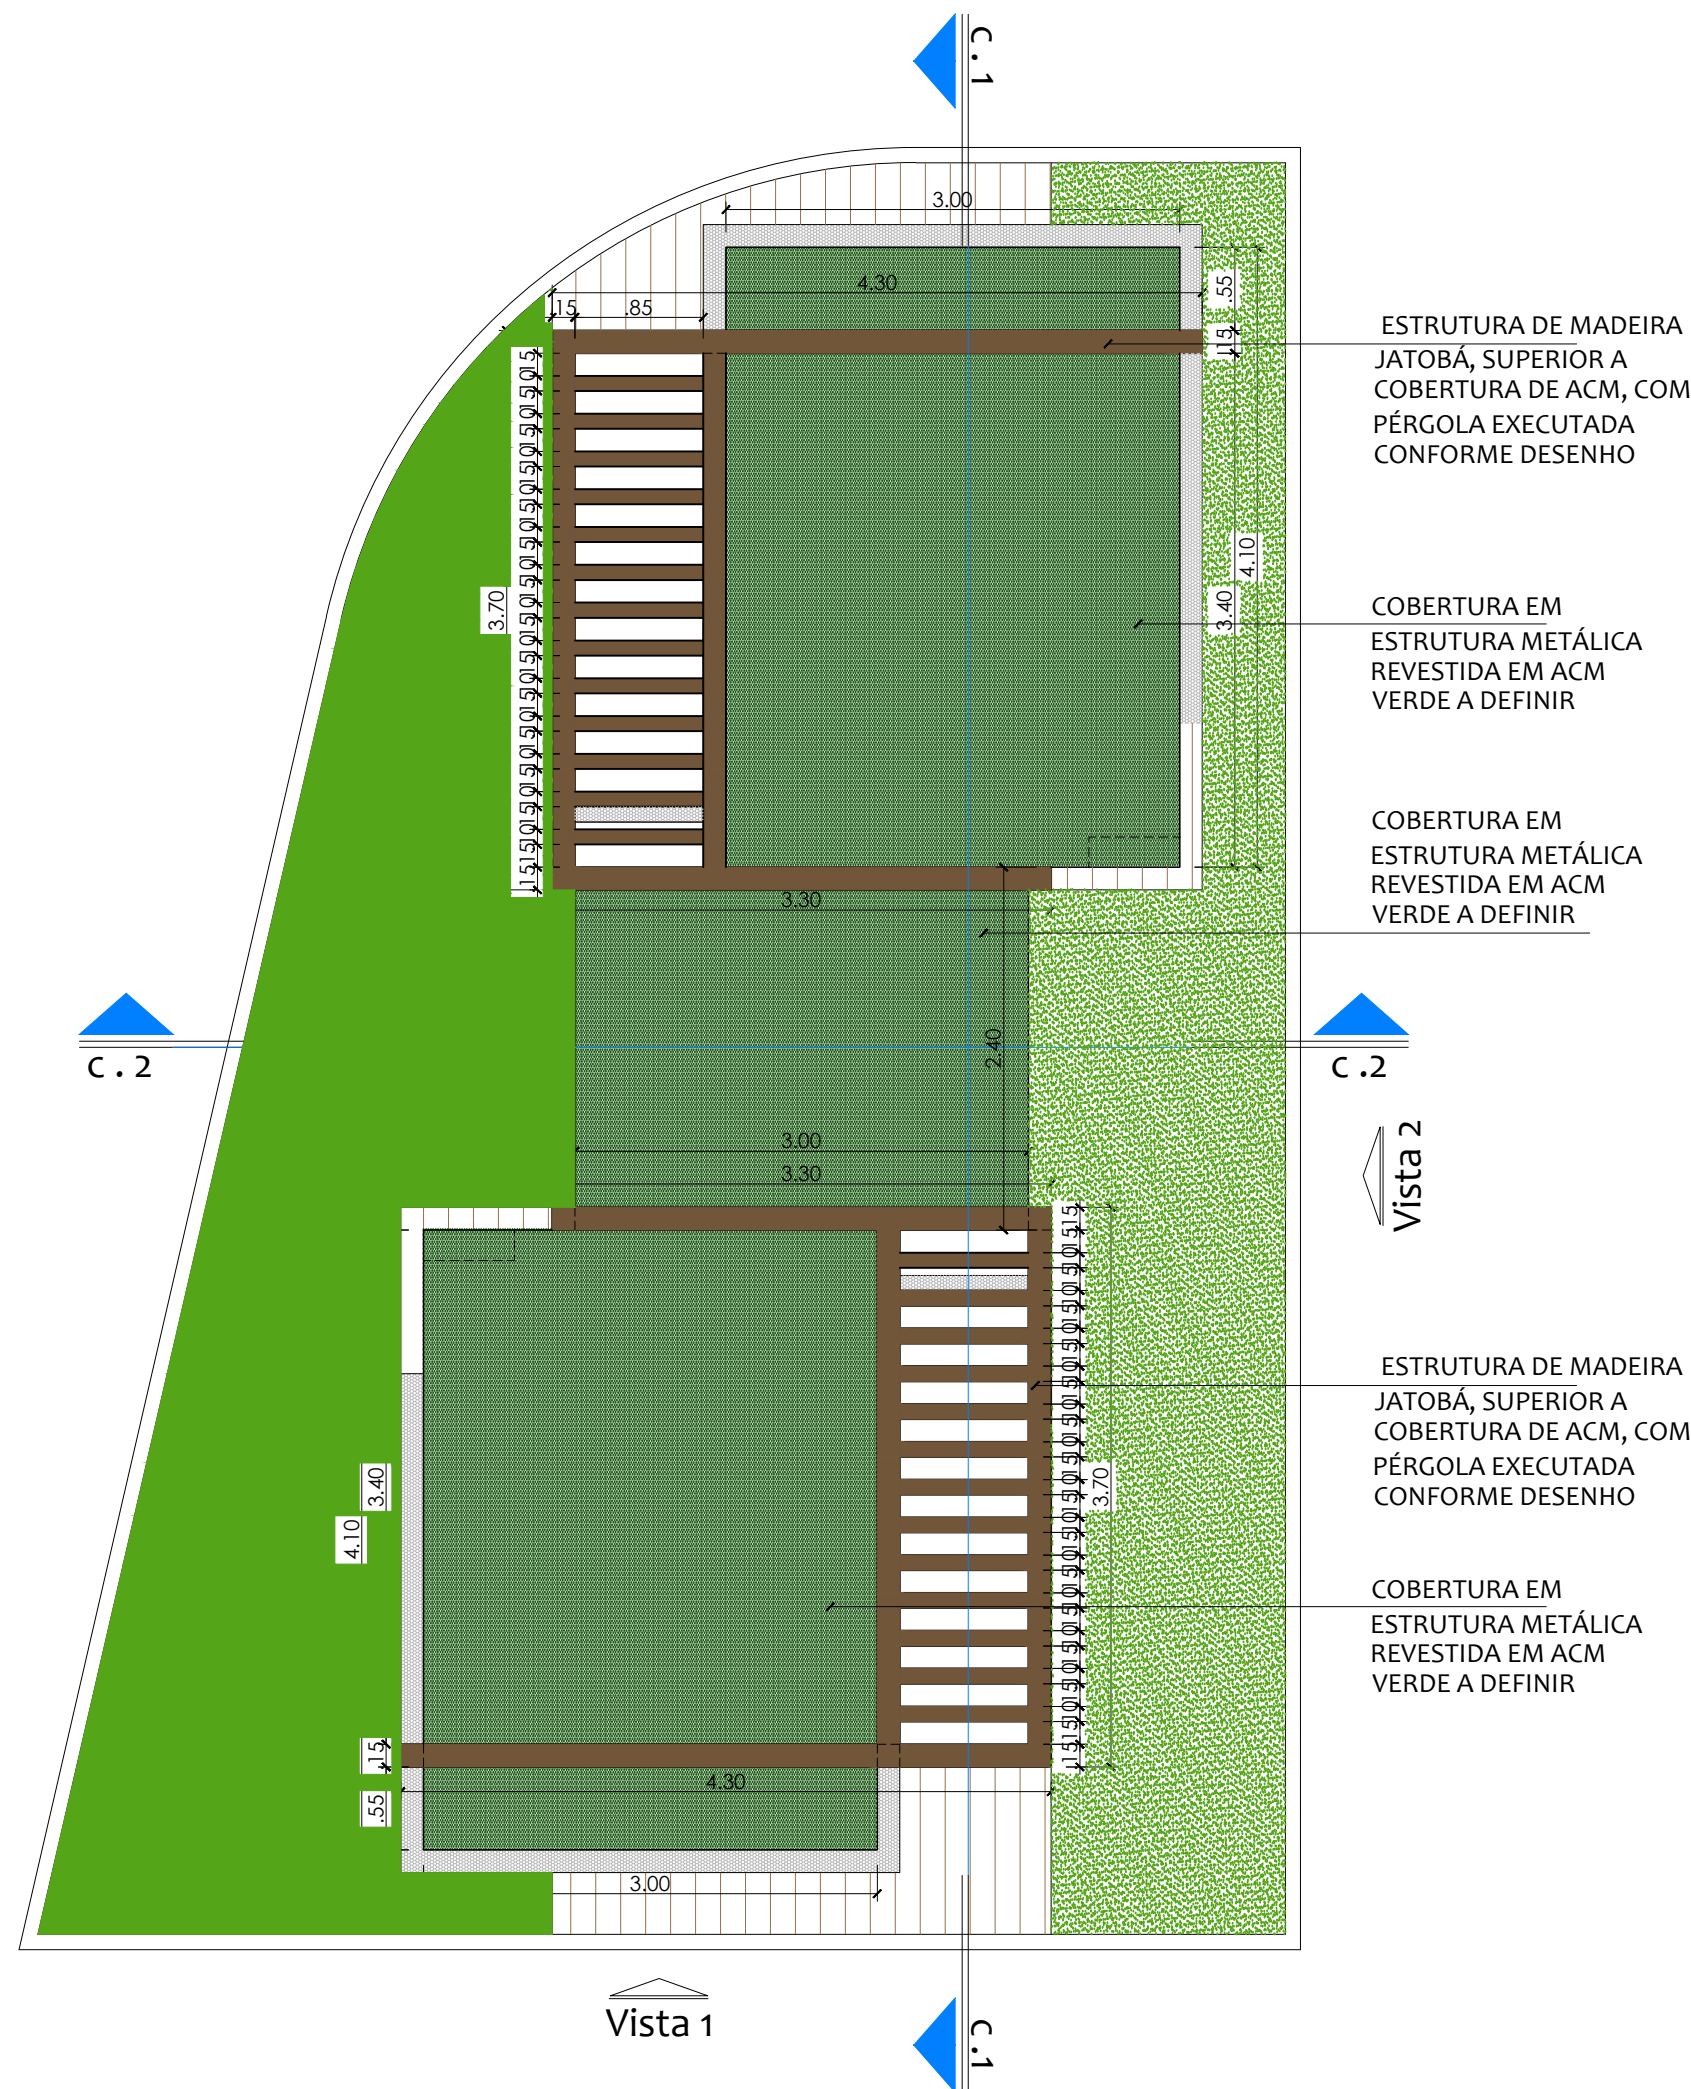 C . 1
3.00
4.30
.55
.15
.85
ESTRUTURA DE MADEIRA
JATOBÁ, SUPERIOR A
COBERTURA DE ACM, COM
PÉRGOLA EXECUTADA
CONFORME DESENHO
.15
3.70
4.10
3.40
COBERTURA EM
ESTRUTURA METÁLICA
REVESTIDA EM ACM
VERDE A DEFINIR
COBERTURA EM
ESTRUTURA METÁLICA
REVESTIDA EM ACM
VERDE A DEFINIR
3.30
C . 2
2.40
C .2
3.00
Vista 2
3.30
ESTRUTURA DE MADEIRA
JATOBÁ, SUPERIOR A
COBERTURA DE ACM, COM
PÉRGOLA EXECUTADA
CONFORME DESENHO
3.40
3.70
4.10
COBERTURA EM
ESTRUTURA METÁLICA
REVESTIDA EM ACM
VERDE A DEFINIR
.15
4.30
.55
3.00
Vista 1
C .1